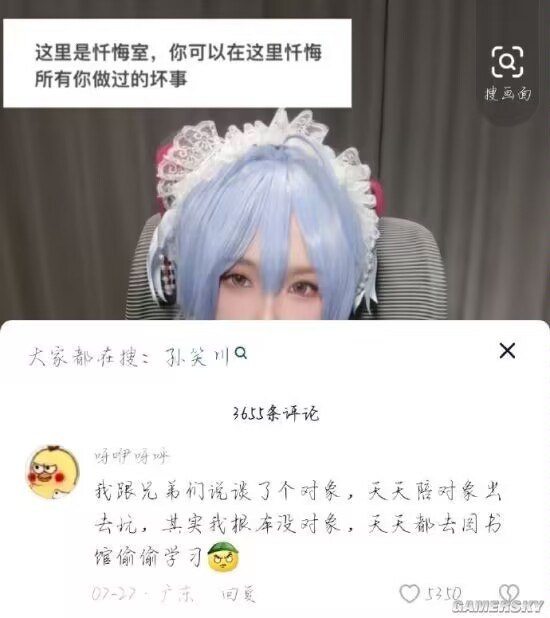 这里是忏悔室，你可以在这里忏悔
所有你做过的坏事
搜画面
大家都在搜：孙笑川
3655条评论
呀咿呀呼
我跟兄弟们说谈了个对象，天天陪对象出
去玩，其实我根本没对象，天天都去图书
馆偷偷学习
07-27·广东 回复
5350
GAMERSKY